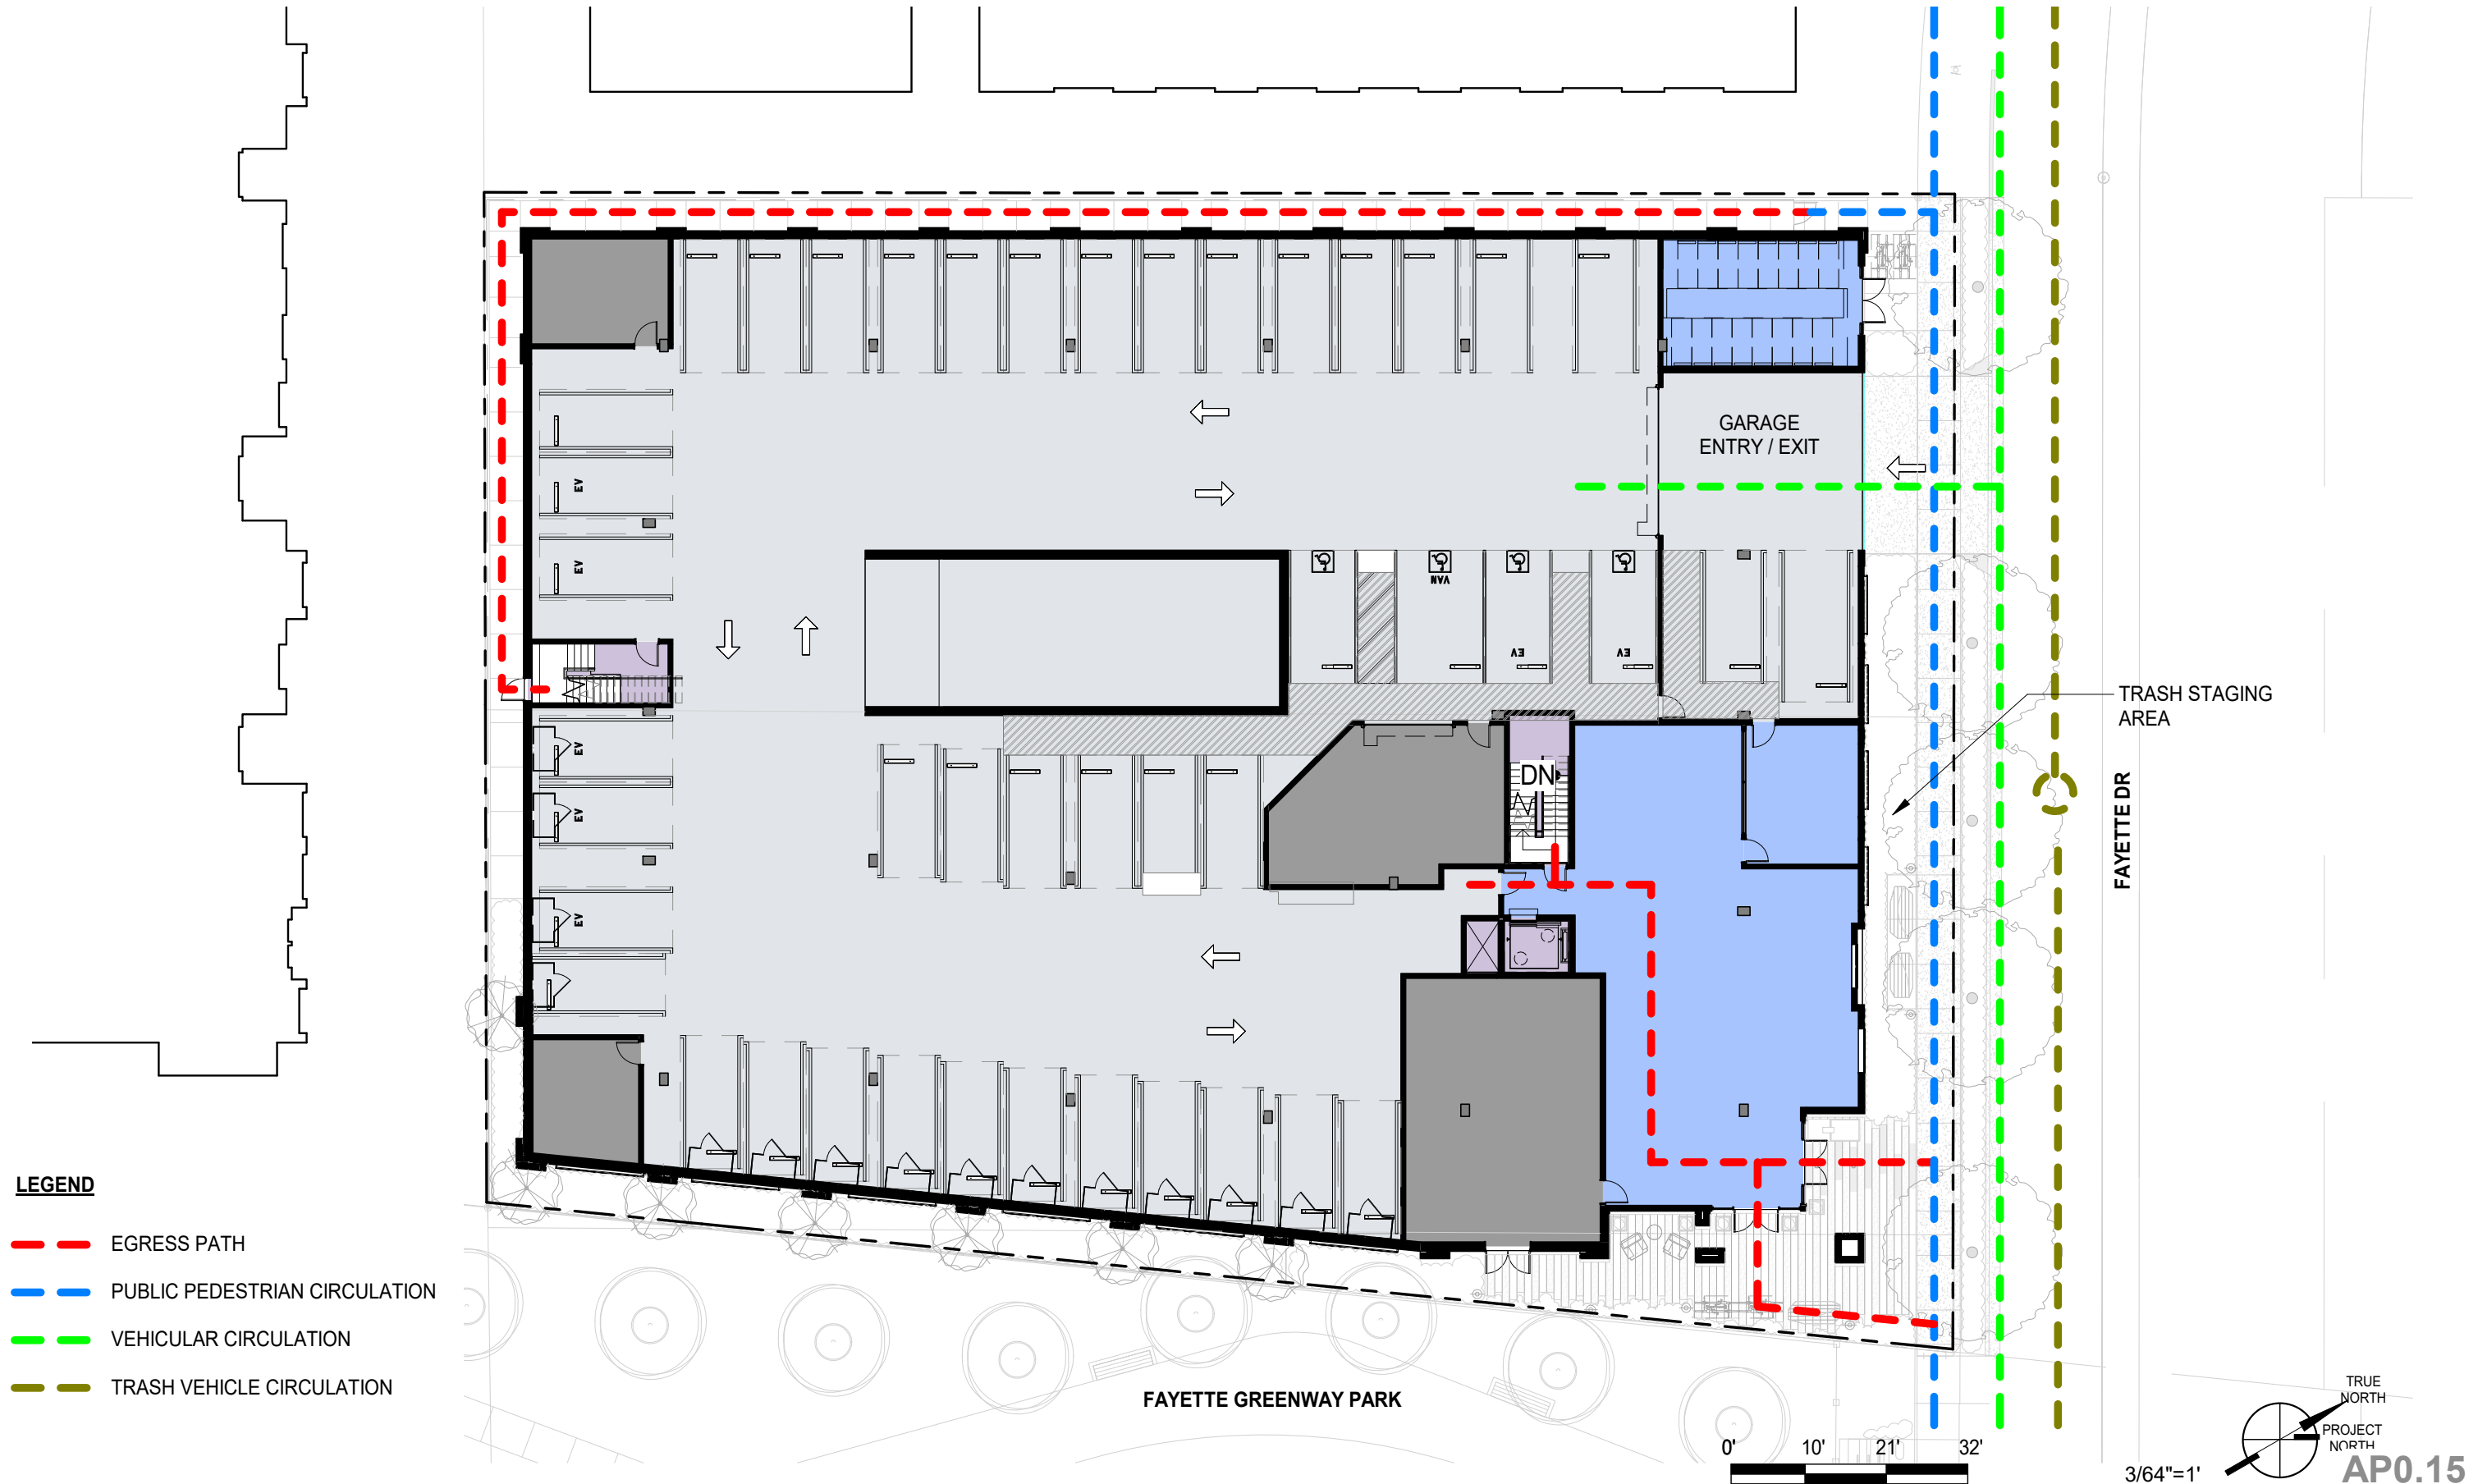 GARAGE
ENTRY / EXIT
EV
EV
VAN
EV
EV
TRASH STAGING
AREA
EV
EV
EV
DN
FAYETTE DR
LEGEND
EGRESS PATH
PUBLIC PEDESTRIAN CIRCULATION
VEHICULAR CIRCULATION
TRASH VEHICLE CIRCULATION
FAYETTE GREENWAY PARK
0' 10' 21' 32'
3/64"=1'
TRUE
NORTH
PROJECT
NORTH
AP0.15